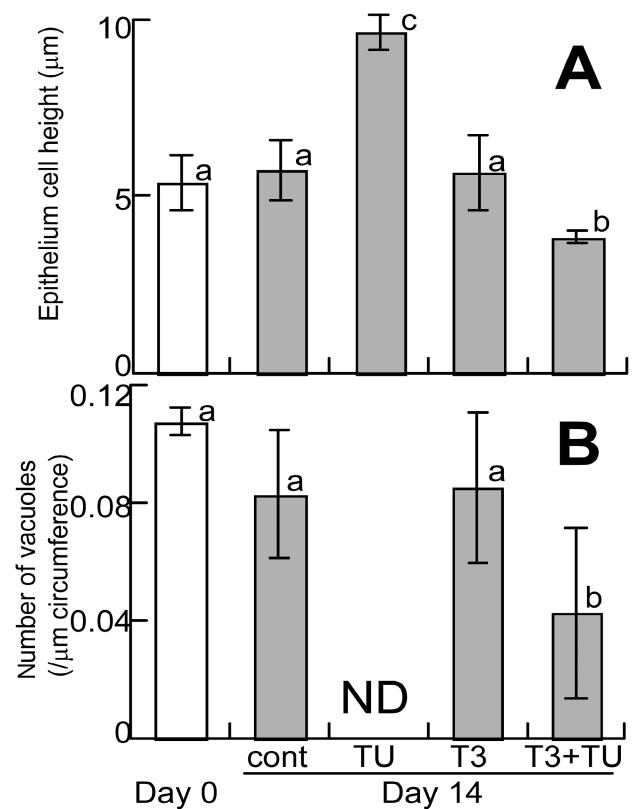 10
c
A
a
a
a
5
b
Epithelium cell height (μm)
0
0.12
a
B
a
a
0.08
b
0.04
Number of vacuoles
(/μm circumference)
ND
0
cont TU T3 T3+TU
Day 0 Day 14